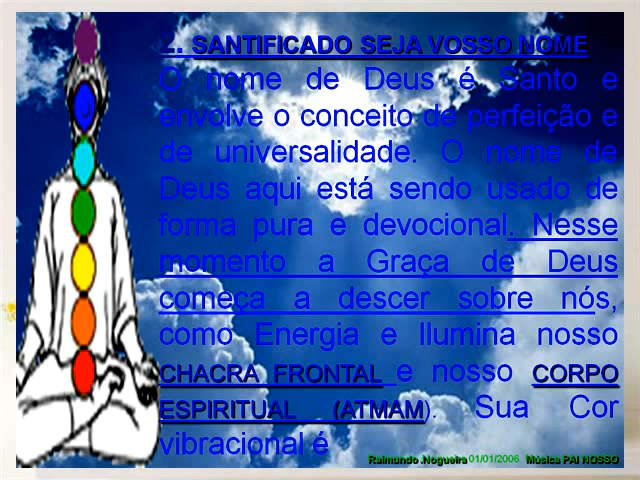 2. SANTIFICADO SEJA VOSSO NOME
O nome de Deus é Santo e
envolve o conceito de perfeição e
de universalidade. O nome de
Deus aqui está sendo usado de
forma pura e devocional. Nesse
momento a Graça de Deus
começa a descer sobre nós,
como Energia e Ilumina nosso
CHACRA FRONTAL e nosso CORPO
ESPIRITUAL (ATMAM). Sua Cor
vibracional é
Raimundo .Nogueira 01/01/2006 Música PAI NOSSO